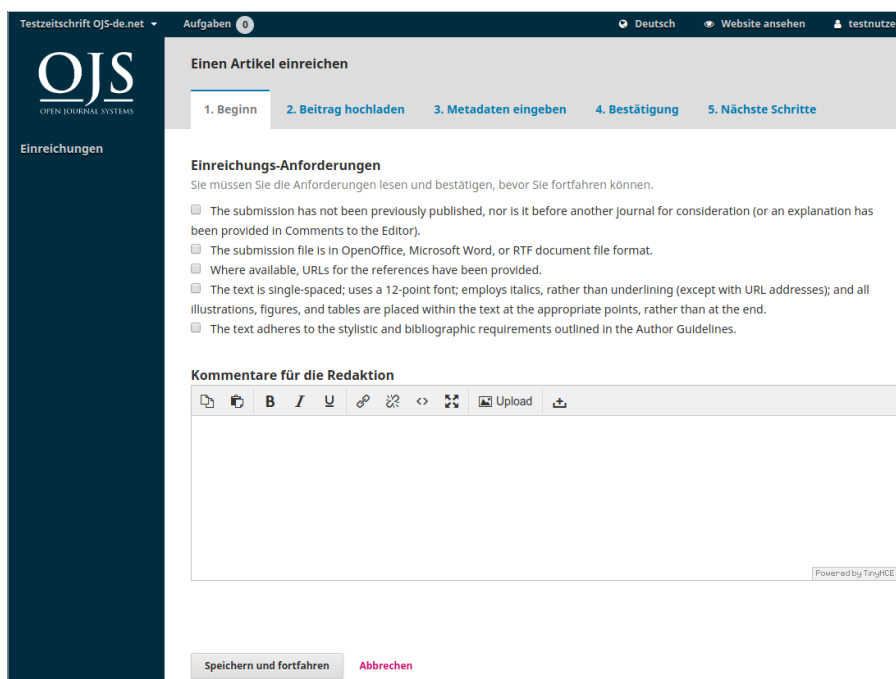 Testzeitschrift OJS-de.net Aufgaben 0 Deutsch Website ansehen testnutze
OJS
OPEN JOURNAL SYSTEMS
Einreichungen
Einen Artikel einreichen
1. Beginn 2. Beitrag hochladen 3. Metadaten eingeben 4. Bestätigung 5. Nächste Schritte
Einreichungs-Anforderungen
Sie müssen Sie die Anforderungen lesen und bestätigen, bevor Sie fortfahren können.
The submission has not been previously published, nor is it before another journal for consideration (or an explanation has
been provided in Comments to the Editor).
The submission file is in OpenOffice, Microsoft Word, or RTF document file format.
Where available, URLs for the references have been provided.
The text is single-spaced; uses a 12-point font; employs italics, rather than underlining (except with URL addresses); and all
illustrations, figures, and tables are placed within the text at the appropriate points, rather than at the end.
The text adheres to the stylistic and bibliographic requirements outlined in the Author Guidelines.
Kommentare für die Redaktion
B I U <> Upload
Powered by TinyMCE
Speichern und fortfahren Abbrechen